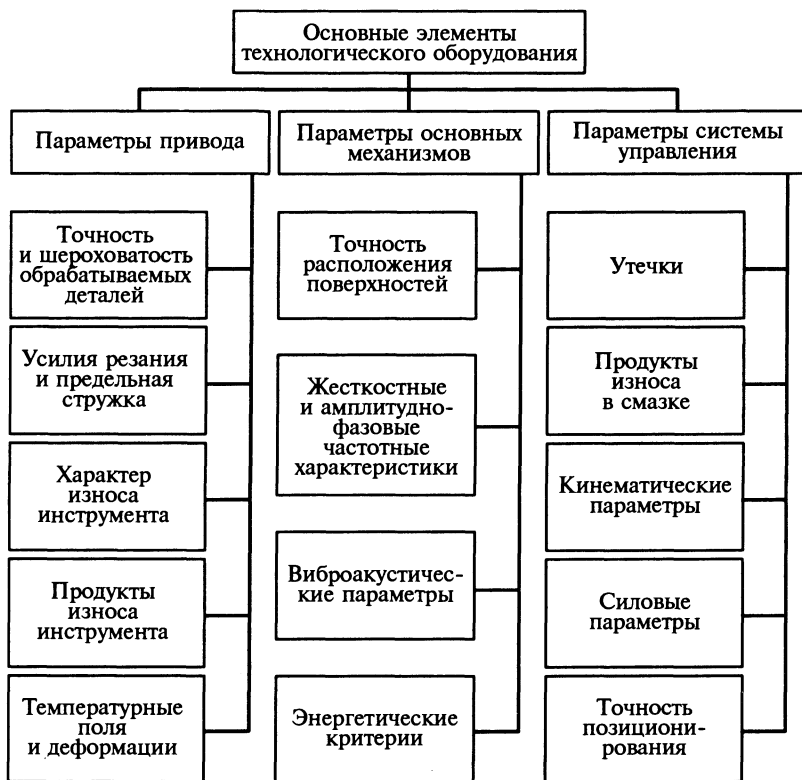 Основные элементы
технологического оборудования
Параметры привода
Параметры основных
механизмов
Параметры системы
управления
Точность
и шероховатость
обрабатываемых
деталей
Усилия резания
и предельная
стружка
Характер
износа
инструмента
Продукты
износа
инструмента
Температурные
поля
и деформации
Точность
расположения
поверхностей
Жесткостные
и амплитудно-
фазовые
частотные
характеристики
Виброакустичес-
кие параметры
Энергетические
критерии
Утечки
Продукты
износа
в смазке
Кинематические
параметры
Силовые
параметры
Точность
позициони-
рования